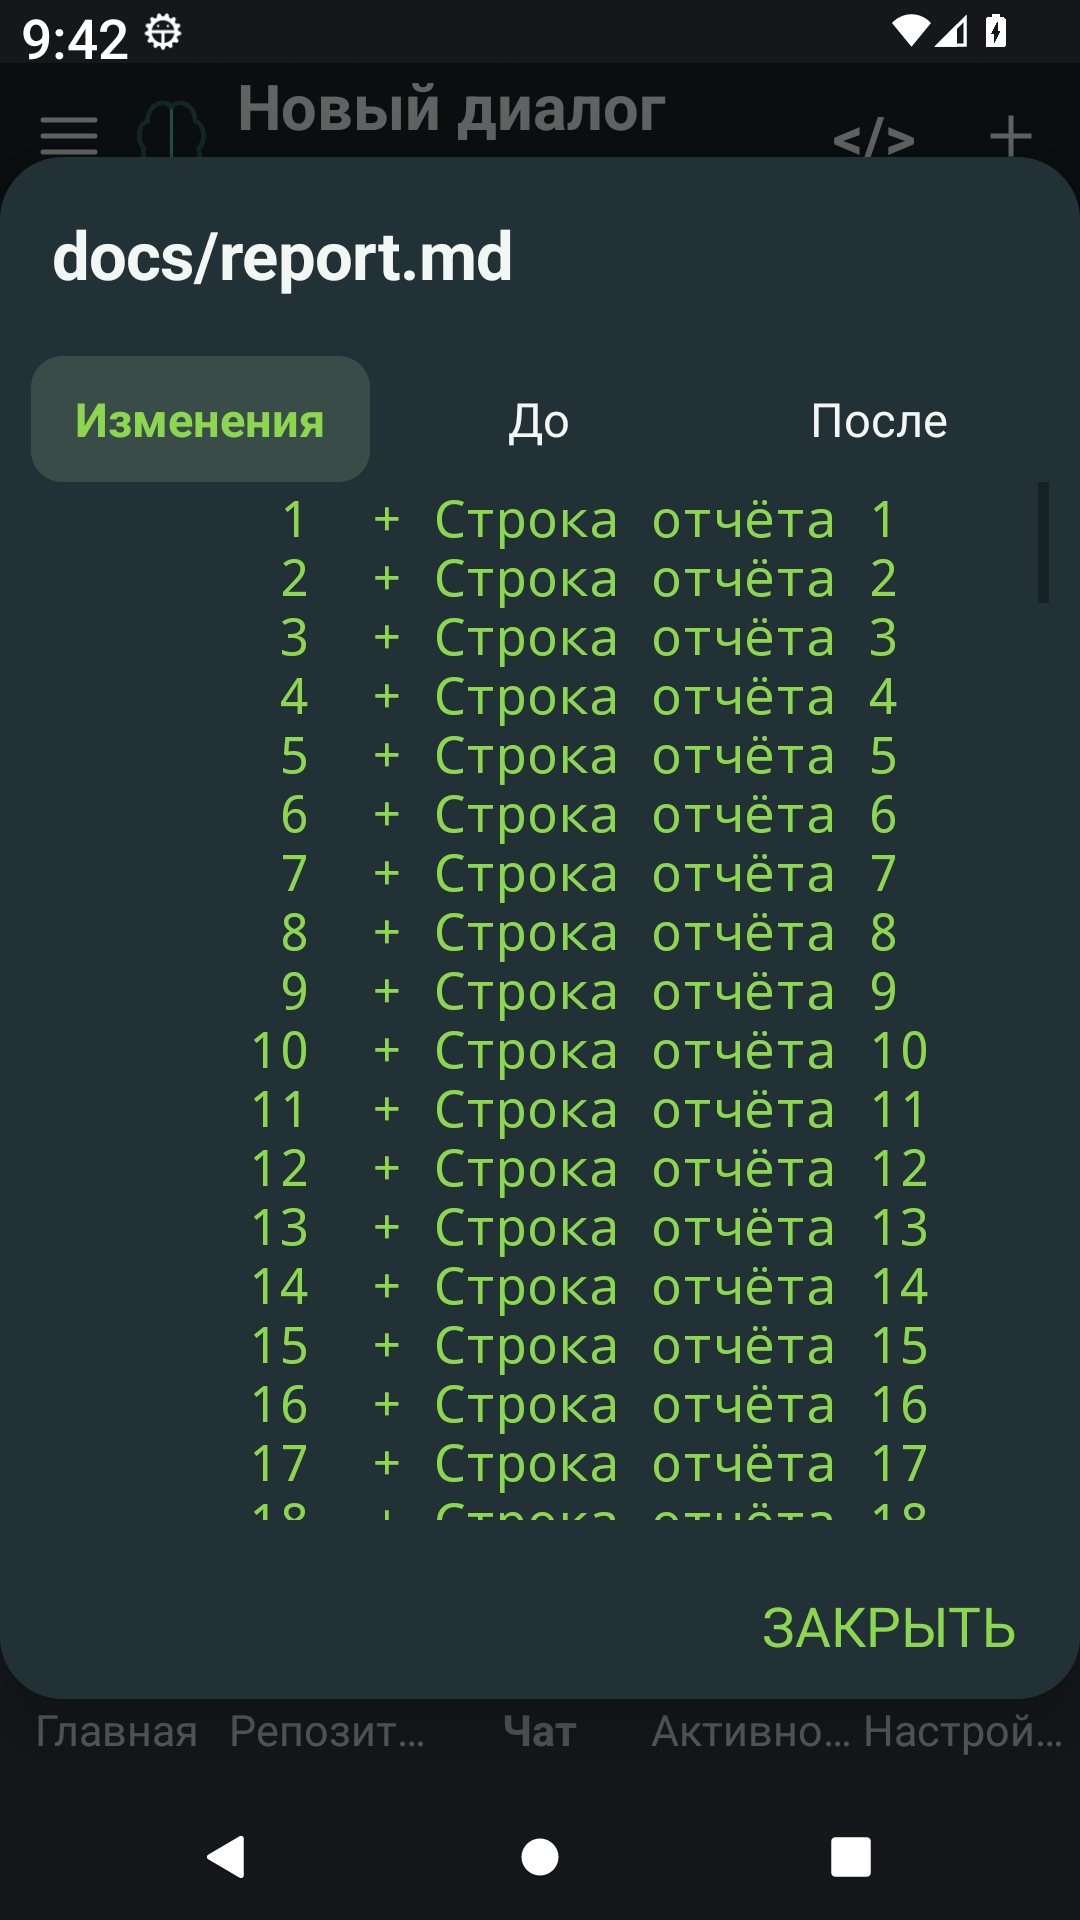 9:42
Новый диалог
</>
docs/report.md
Изменения До После
1 + Строка отчёта 1
2 + Строка отчёта 2
3 + Строка отчёта 3
4 + Строка отчёта 4
5 + Строка отчёта 5
6 + Строка отчёта 6
7 + Строка отчёта 7
8 + Строка отчёта 8
9 + Строка отчёта 9
10 + Строка отчёта 10
11 + Строка отчёта 11
12 + Строка отчёта 12
13 + Строка отчёта 13
14 + Строка отчёта 14
15 + Строка отчёта 15
16 + Строка отчёта 16
17 + Строка отчёта 17
18 + Строка отчёта 18
ЗАКРЫТЬ
Главная Репозит… Чат Активно… Настрой…